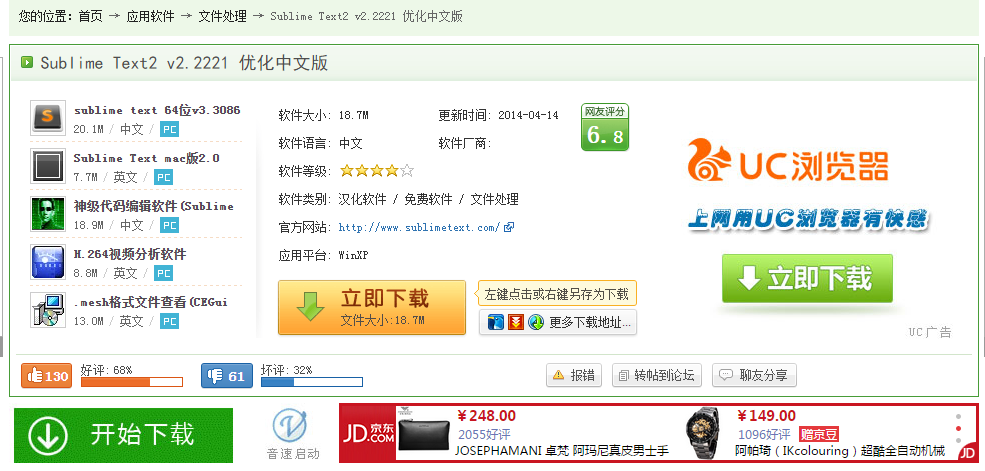 您的位置：首页 → 应用软件 → 文件处理 → Sublime Text2 v2.2221 优化中文版
Sublime Text2 v2.2221 优化中文版
sublime text 64位v3.3086
20.1M / 中文 / PC
Sublime Text mac版2.0
7.7M / 英文 / PC
神级代码编辑软件(Sublime
18.9M / 中文 / PC
H.264视频分析软件
8.8M / 英文 / PC
.mesh格式文件查看(CEGui
13.0M / 英文 / PC
软件大小: 18.7M
更新时间: 2014-04-14
软件语言: 中文
软件厂商:
软件等级:
软件类别: 汉化软件 / 免费软件 / 文件处理
官方网站: http://www.sublimetext.com/
应用平台: WinXP
网友评分
6.8
立即下载
文件大小:18.7M
左键点击或右键另存为下载
更多下载地址...
UC浏览器
上网用UC浏览器有快感
立即下载
UC广告
130
好评: 68%
61
坏评: 32%
报错
转帖到论坛
聊友分享
开始下载
音速启动
JD京东
.COM
¥248.00
2055好评
JOSEPHAMANI 卓梵 阿玛尼真皮男士手
¥149.00
1096好评 赠京豆
阿帕琦（IKcolouring）超酷全自动机械
JD